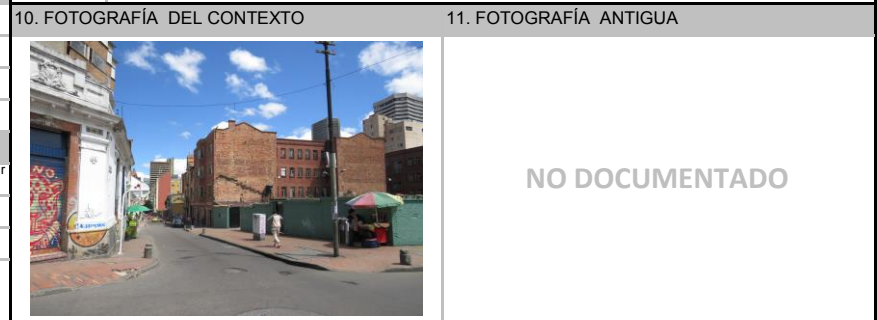 10. FOTOGRAFÍA DEL CONTEXTO
11. FOTOGRAFÍA ANTIGUA
r
NO DOCUMENTADO